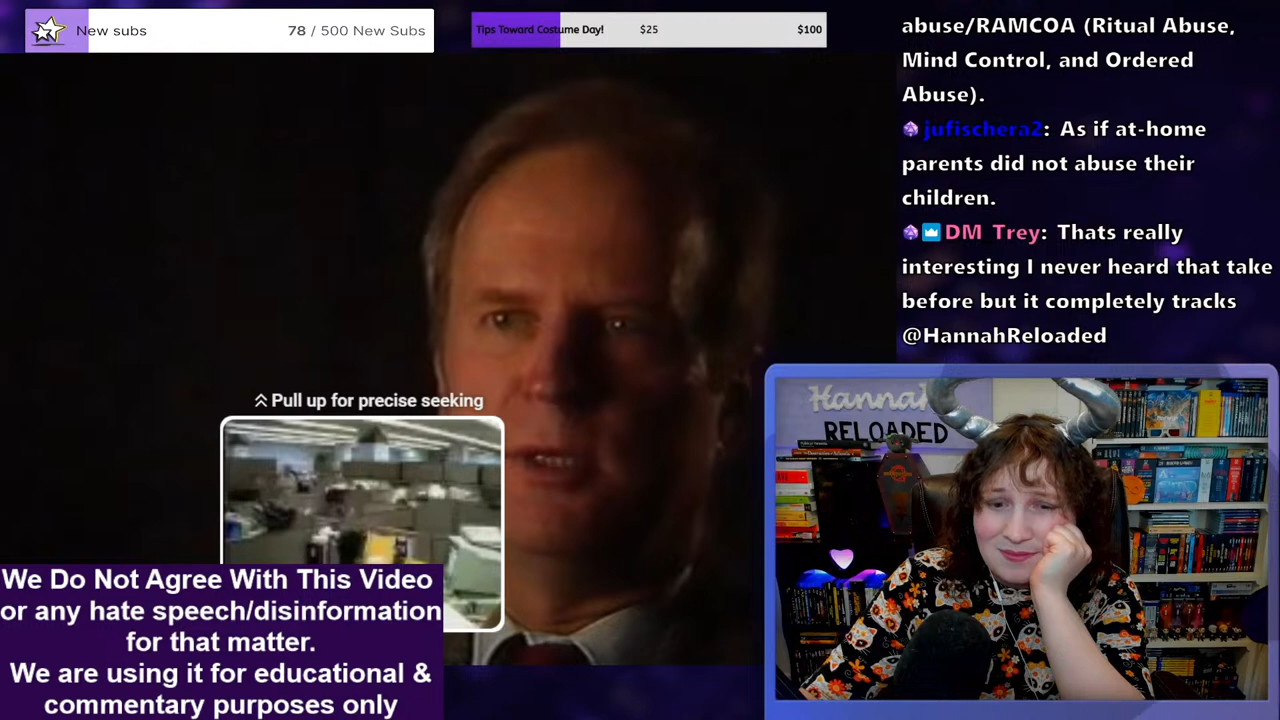 New subs
78 / 500 New Subs
Tips Toward Costume Day!
$25
$100
abuse/RAMCOA (Ritual Abuse,
Mind Control, and Ordered
Abuse).
jufischera2: As if at-home
parents did not abuse their
children.
DM_Trey: Thats really
interesting I never heard that take
before but it completely tracks
@HannahReloaded
Pull up for precise seeking
Hannah
RELOADED
We Do Not Agree With This Video
or any hate speech/disinformation
for that matter.
We are using it for educational &
commentary purposes only